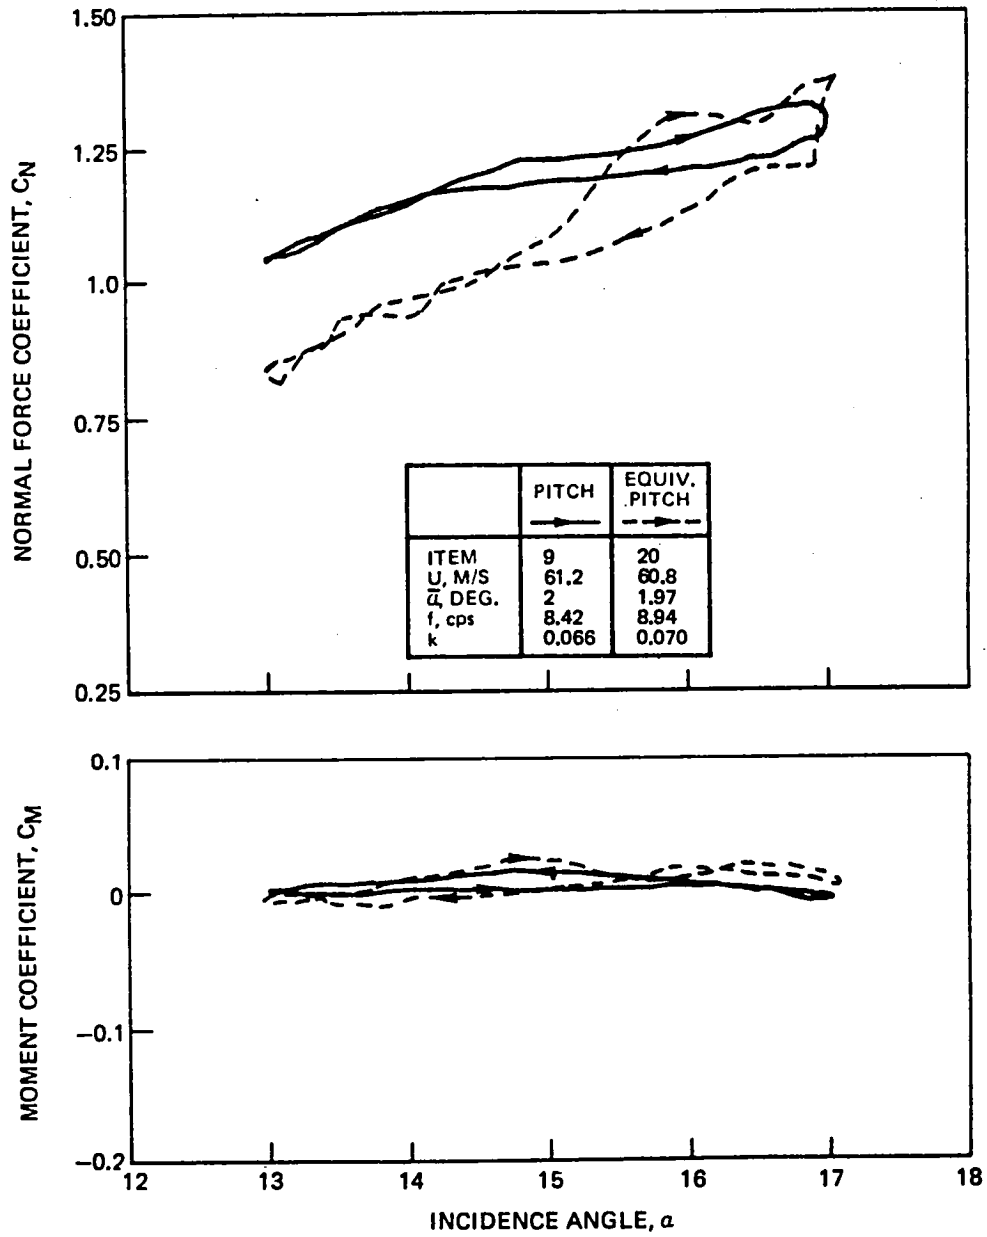 1.50
1.25
1.0
0.75
0.50
0.25
NORMAL FORCE COEFFICIENT, CN
PITCH
EQUIV.
PITCH
ITEM 9 20
U, M/S 61.2 60.8
ᾱ, DEG. 2 1.97
f, cps 8.42 8.94
k 0.066 0.070
0.1
0
−0.1
−0.2
MOMENT COEFFICIENT, CM
12 13 14 15 16 17 18
INCIDENCE ANGLE, α